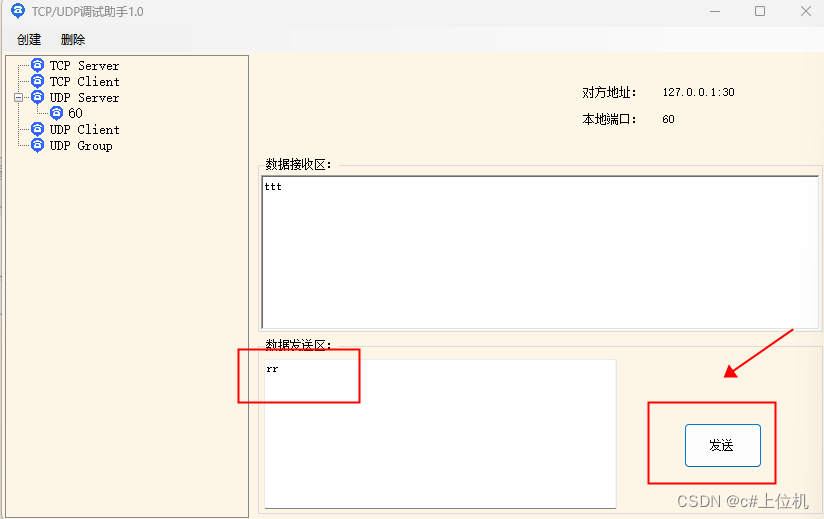 TCP/UDP调试助手1.0
创建 删除
TCP Server
TCP Client
UDP Server
60
UDP Client
UDP Group
对方地址: 127.0.0.1:30
本地端口: 60
数据接收区:
ttt
数据发送区:
rr
发送
CSDN @c#上位机